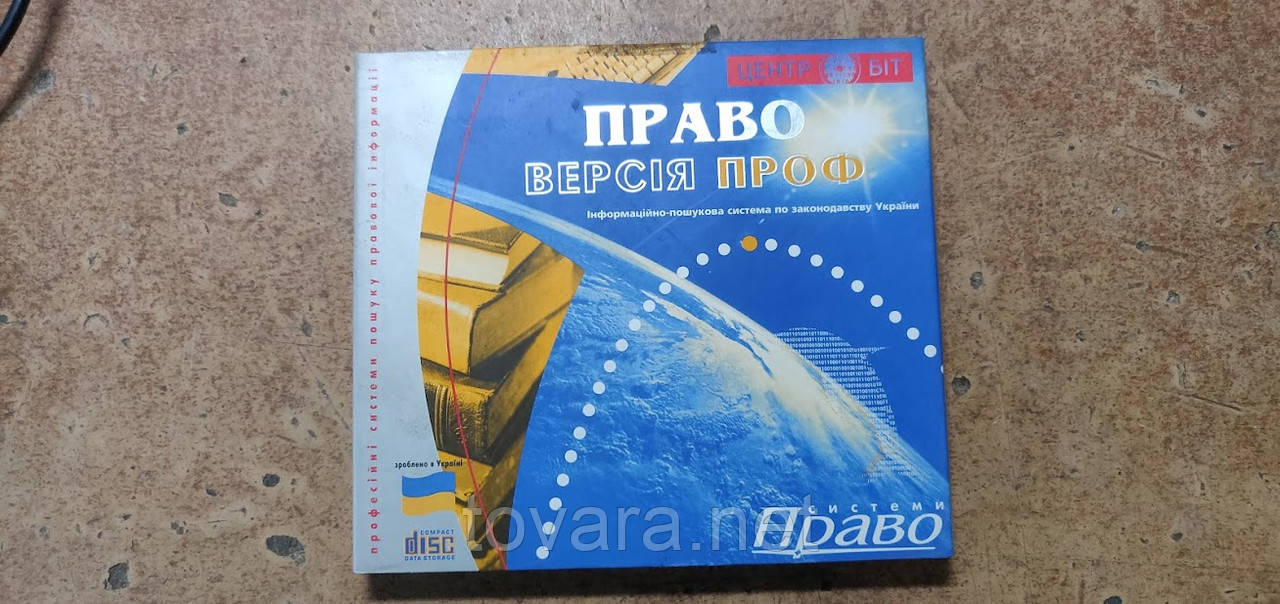 ЦЕНТР БІТ
ПРАВО
ВЕРСІЯ ПРОФ
Інформаційно-пошукова система по законодавству України
професійні системи пошуку правової інформації
зроблено в Україні
COMPACT
disc
DATA STORAGE
системи
Право
tovara.net